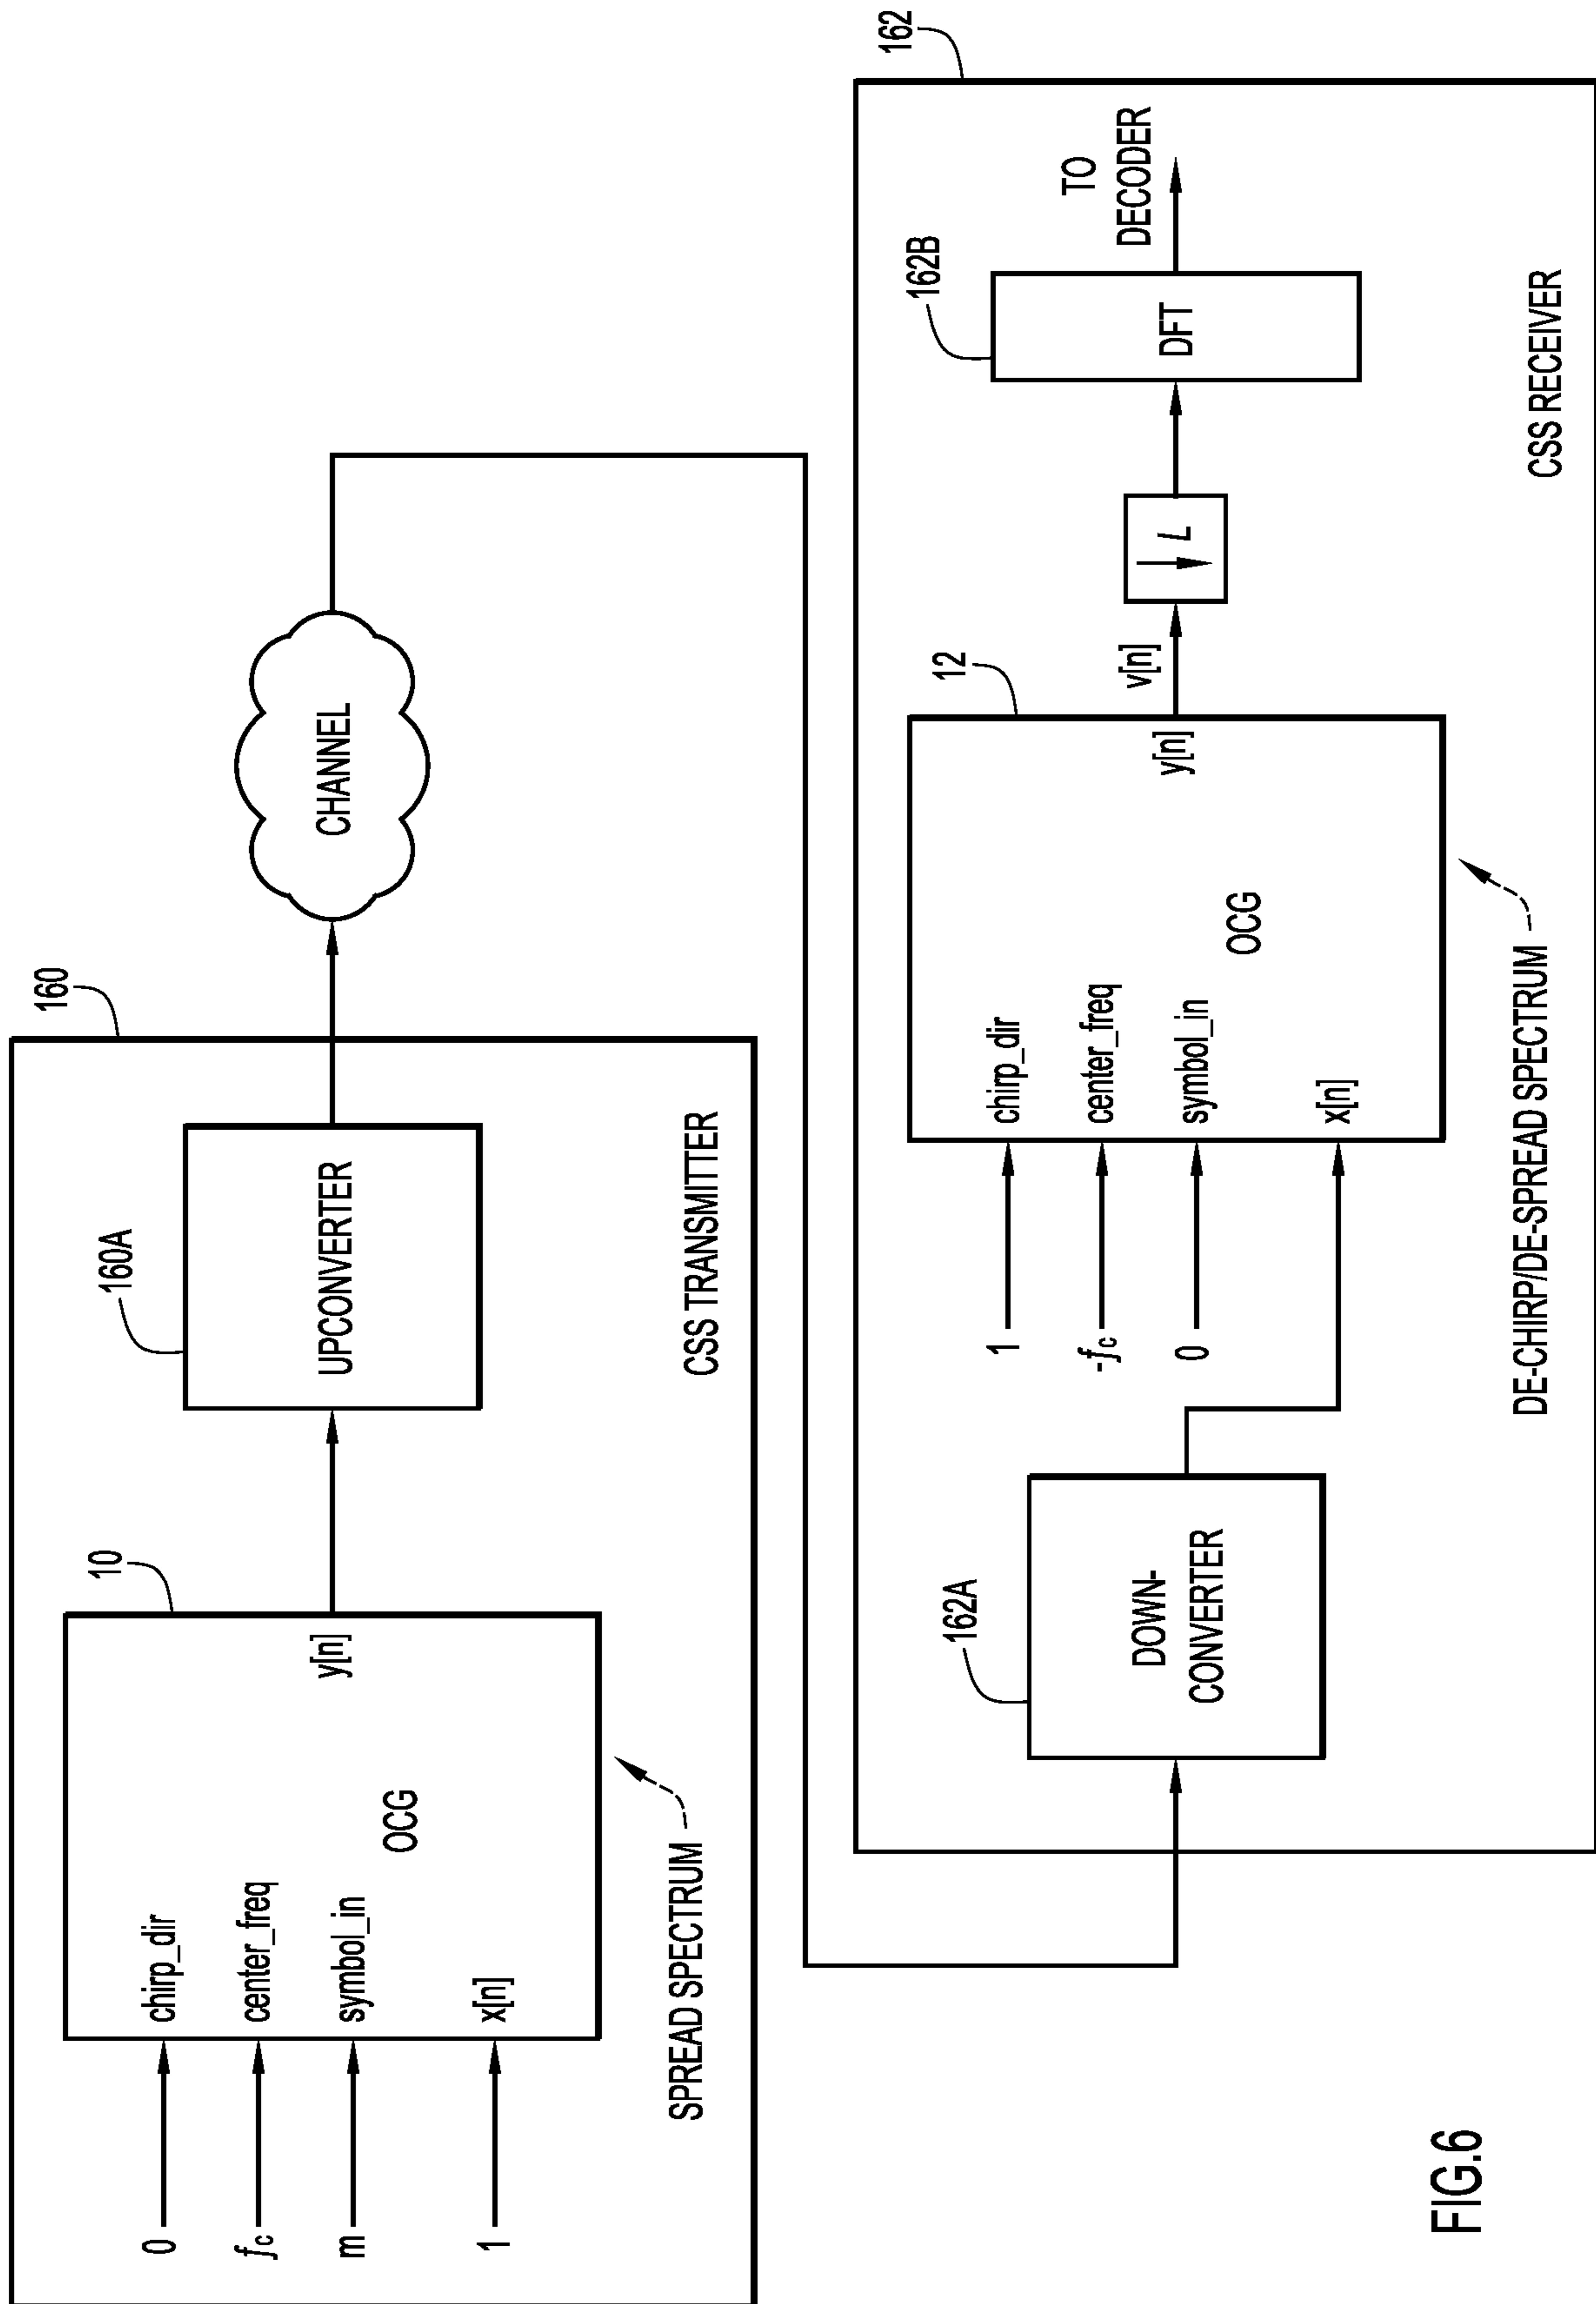 160
10
0
fc
m
1
chirp_dir
center_freq
symbol_in
x[n]
y[n]
OCG
SPREAD SPECTRUM
160A
UPCONVERTER
CSS TRANSMITTER
CHANNEL
162
162A
DOWN-
CONVERTER
1
-fc
0
12
chirp_dir
center_freq
symbol_in
x[n]
y[n]
OCG
DE-CHIRP/DE-SPREAD SPECTRUM
v[n]
L
162B
DFT
TO
DECODER
CSS RECEIVER
FIG.6